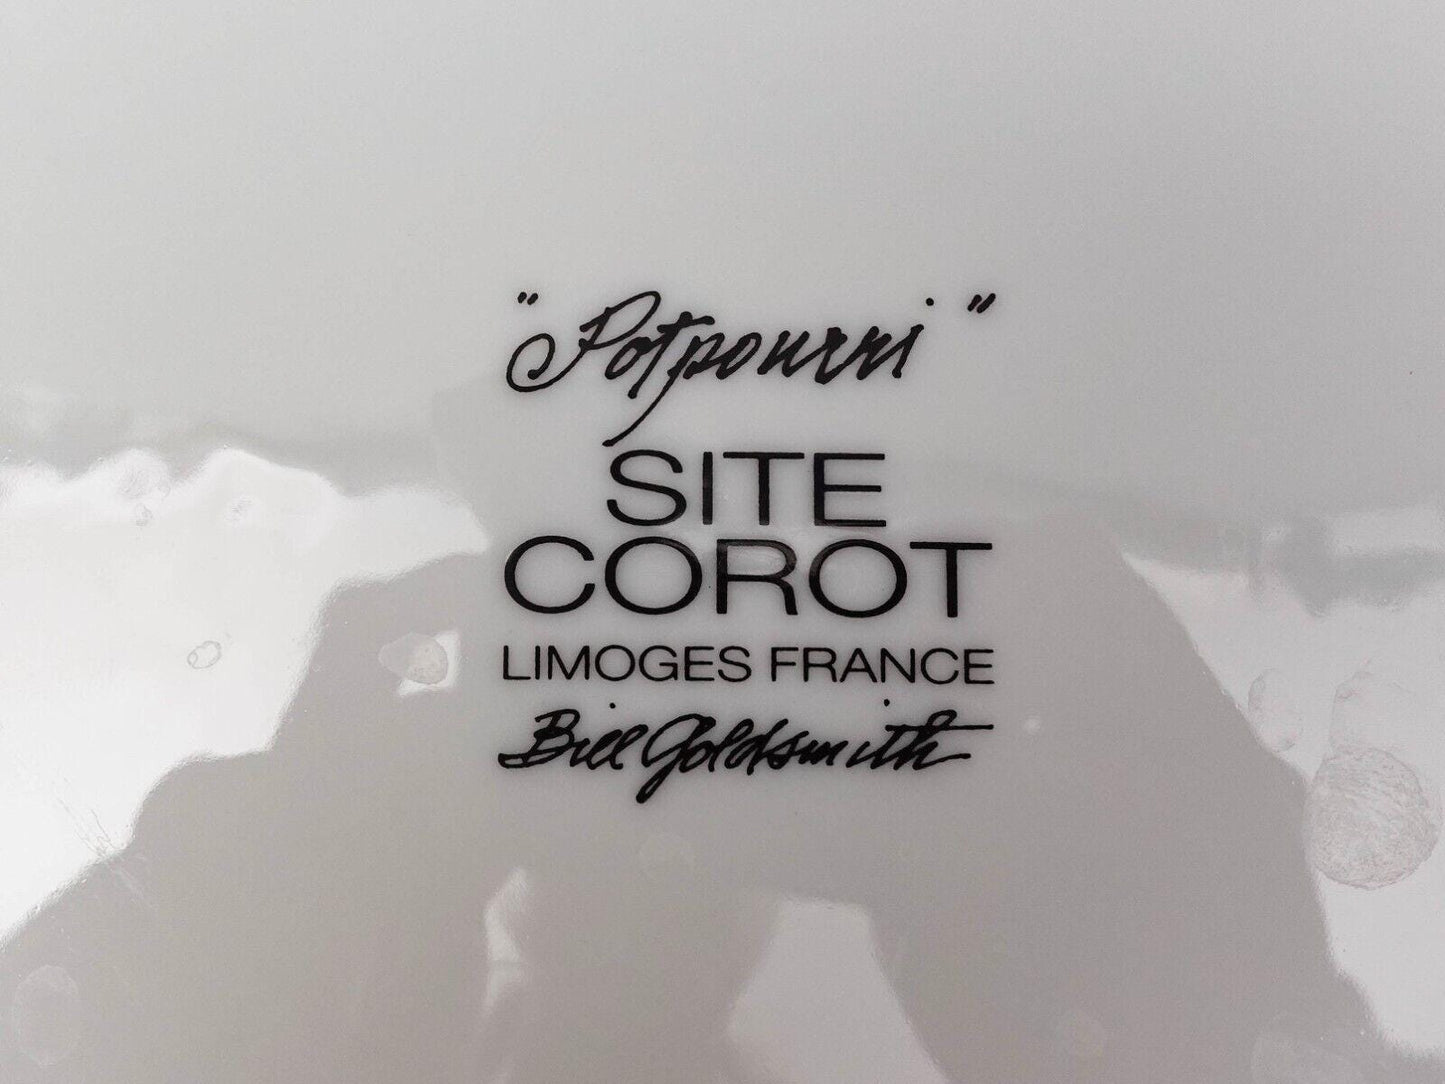 "Potpourri"
SITE
COROT
LIMOGES FRANCE
Bill Goldsmith